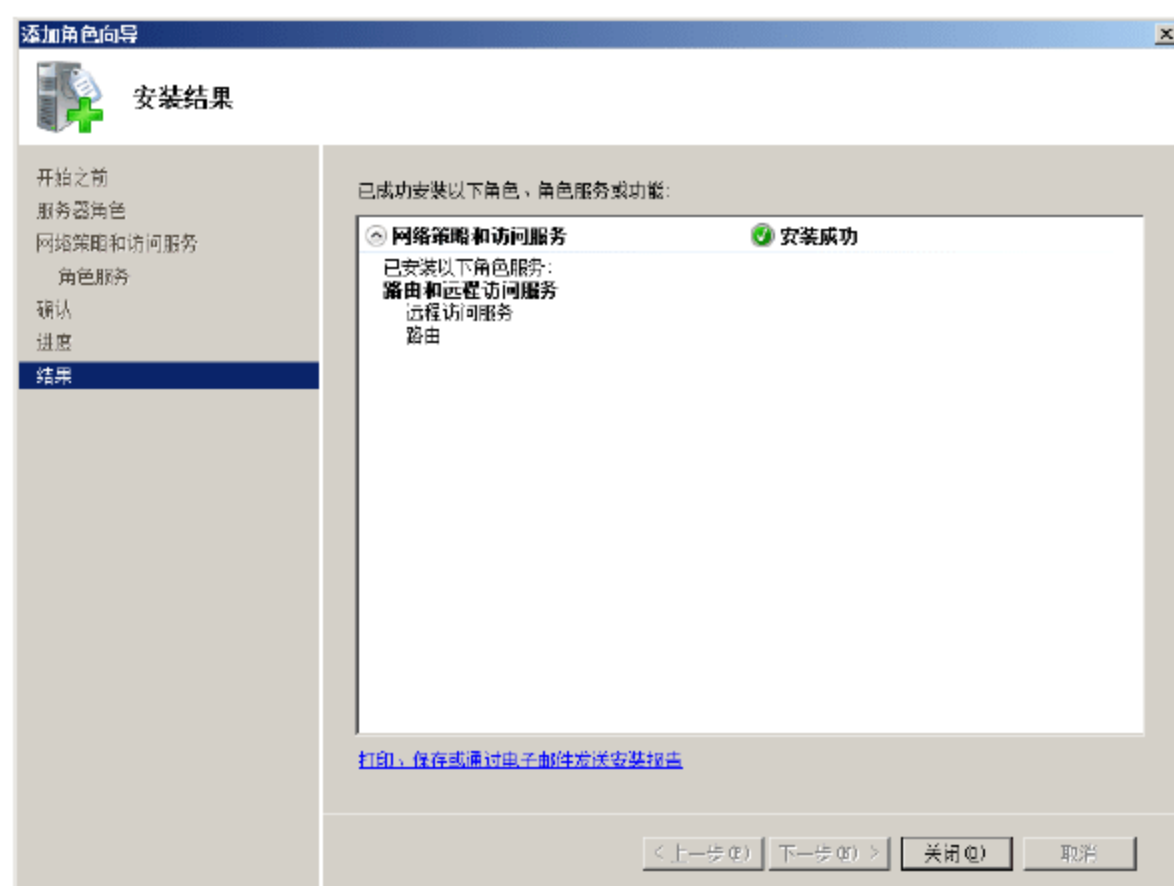 添加角色向导
安装结果
开始之前
服务器角色
网络策略和访问服务
角色服务
确认
进度
结果
已成功安装以下角色、角色服务或功能:
网络策略和访问服务
安装成功
已安装以下角色服务:
路由和远程访问服务
远程访问服务
路由
打印、保存或通过电子邮件发送安装报告
< 上一步(P)
下一步(N) >
关闭(O)
取消